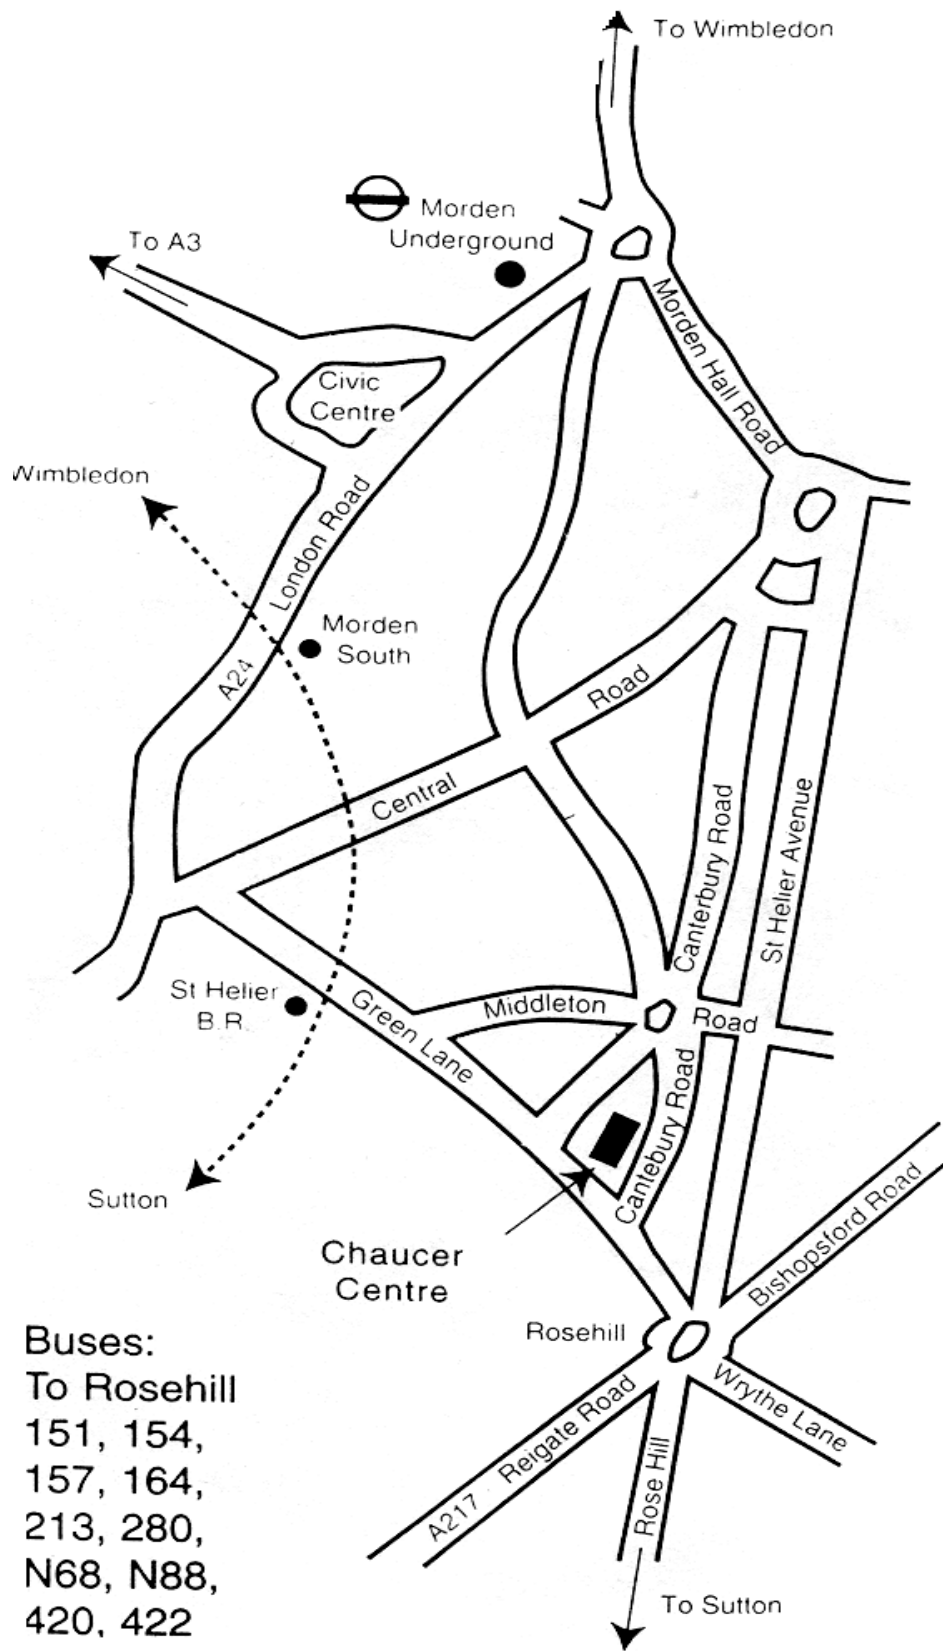 To Wimbledon
Morden
Underground
To A3
Morden Hall Road
Civic
Centre
Wimbledon
London Road
A24
Morden
South
Road
Central
Canterbury Road
St Helier Avenue
St Helier
B.R.
Green Lane
Middleton
Road
Cantebury Road
Sutton
Chaucer
Centre
Bishopsford Road
Rosehill
Wrythe Lane
A217
Reigate Road
Rose Hill
To Sutton
Buses:
To Rosehill
151, 154,
157, 164,
213, 280,
N68, N88,
420, 422